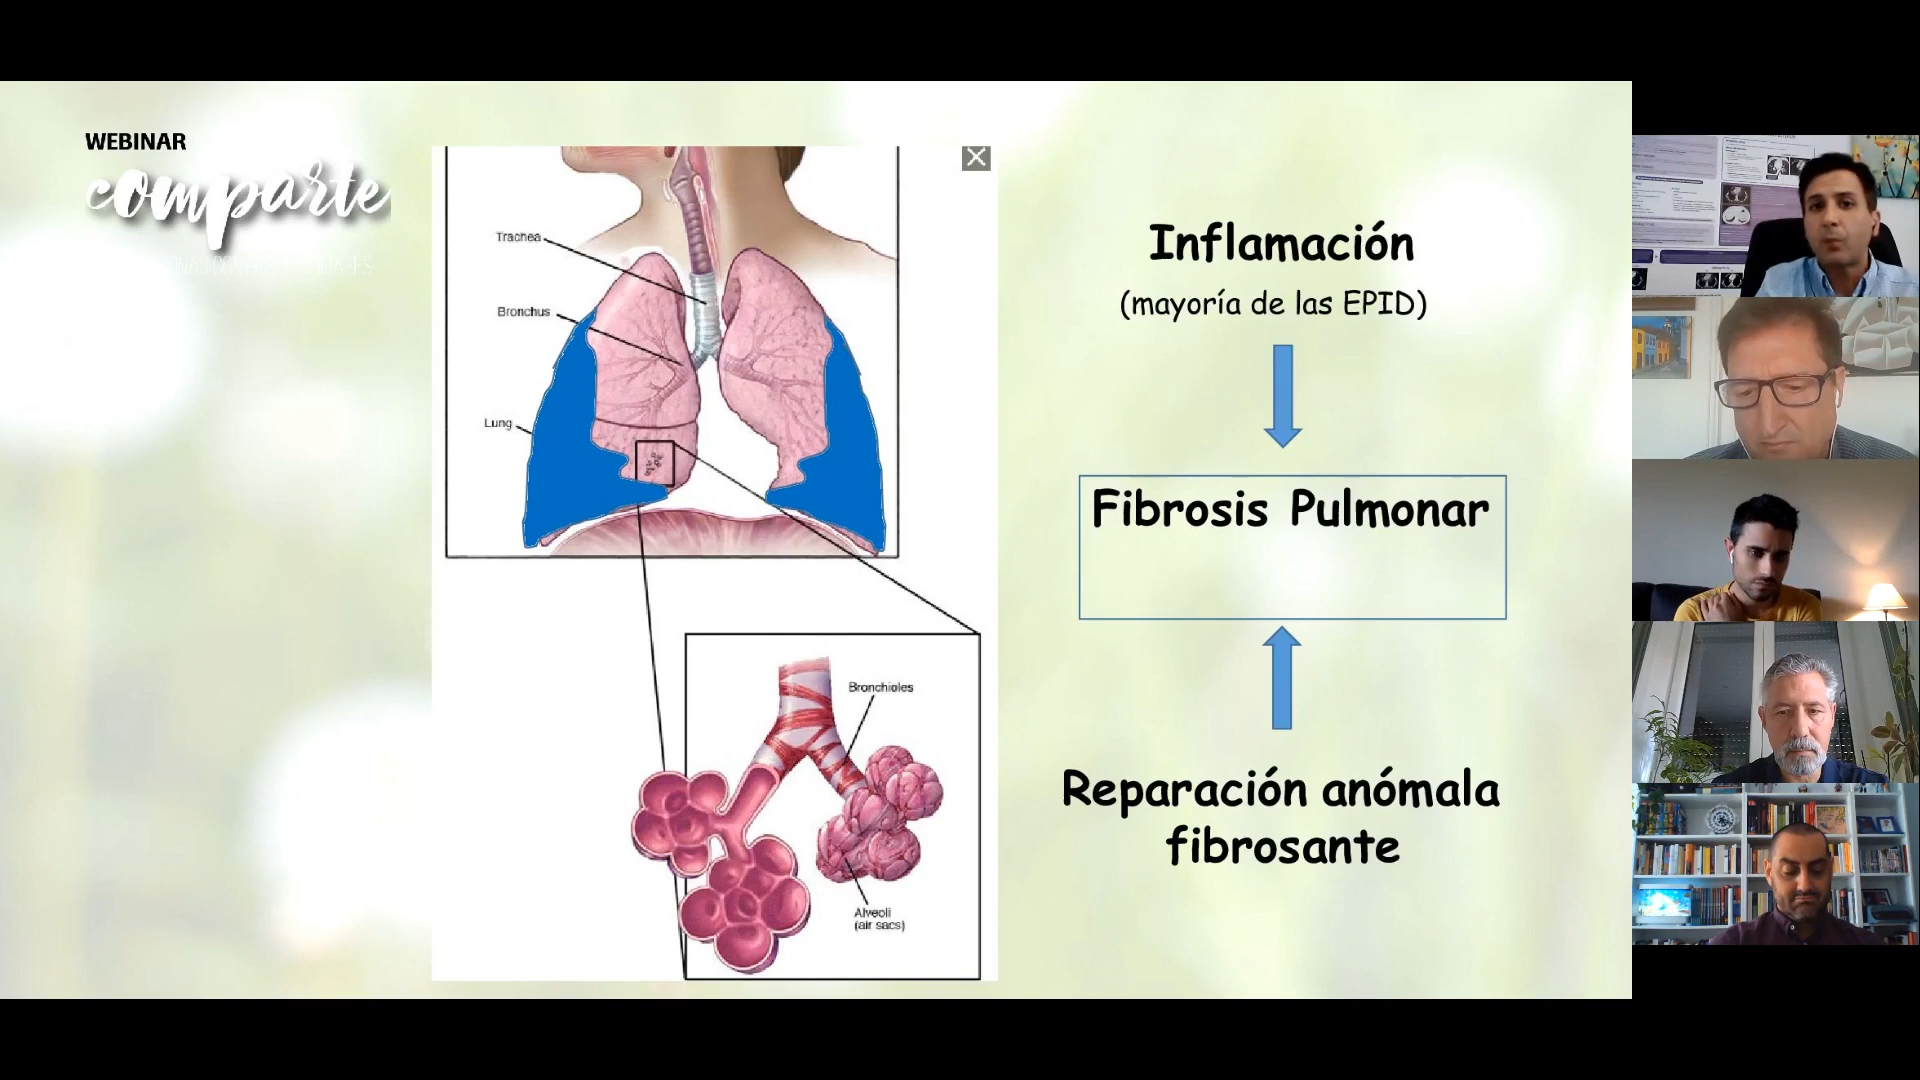 WEBINAR
comparte
Trachea
Bronchus
Lung
Bronchioles
Alveoli
(air sacs)
Inflamación
(mayoría de las EPID)
Fibrosis Pulmonar
Reparación anómala
fibrosante